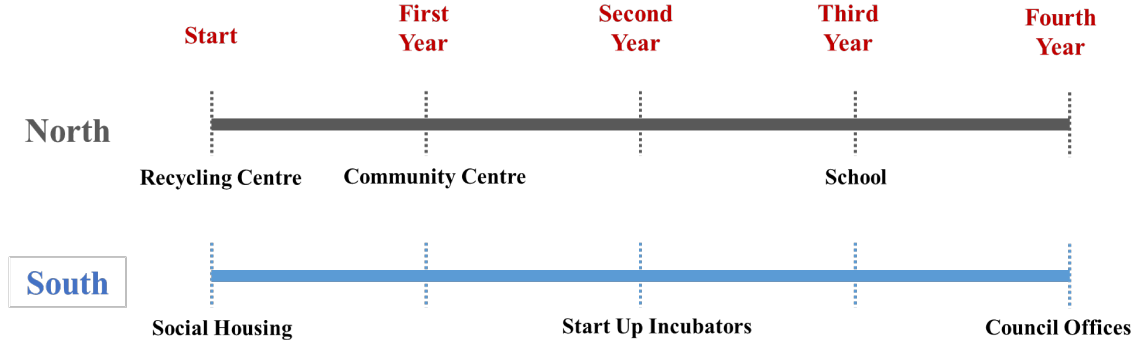 Start
First
Year
Second
Year
Third
Year
Fourth
Year
North
Recycling Centre
Community Centre
School
South
Social Housing
Start Up Incubators
Council Offices